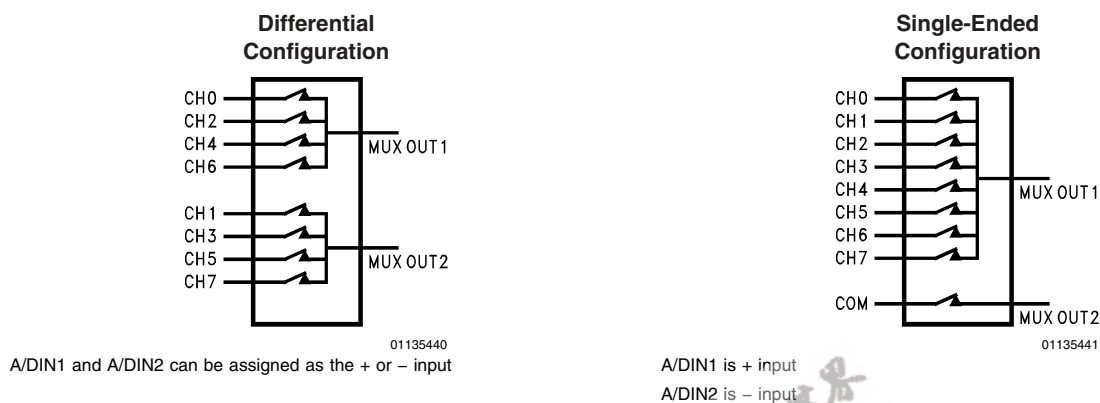 Differential
Configuration
CH0
CH2
CH4
CH6
MUX OUT1
CH1
CH3
CH5
CH7
MUX OUT2
01135440
A/DIN1 and A/DIN2 can be assigned as the + or − input
Single-Ended
Configuration
CH0
CH1
CH2
CH3
CH4
CH5
CH6
CH7
MUX OUT1
COM
MUX OUT2
01135441
A/DIN1 is + input
A/DIN2 is − input